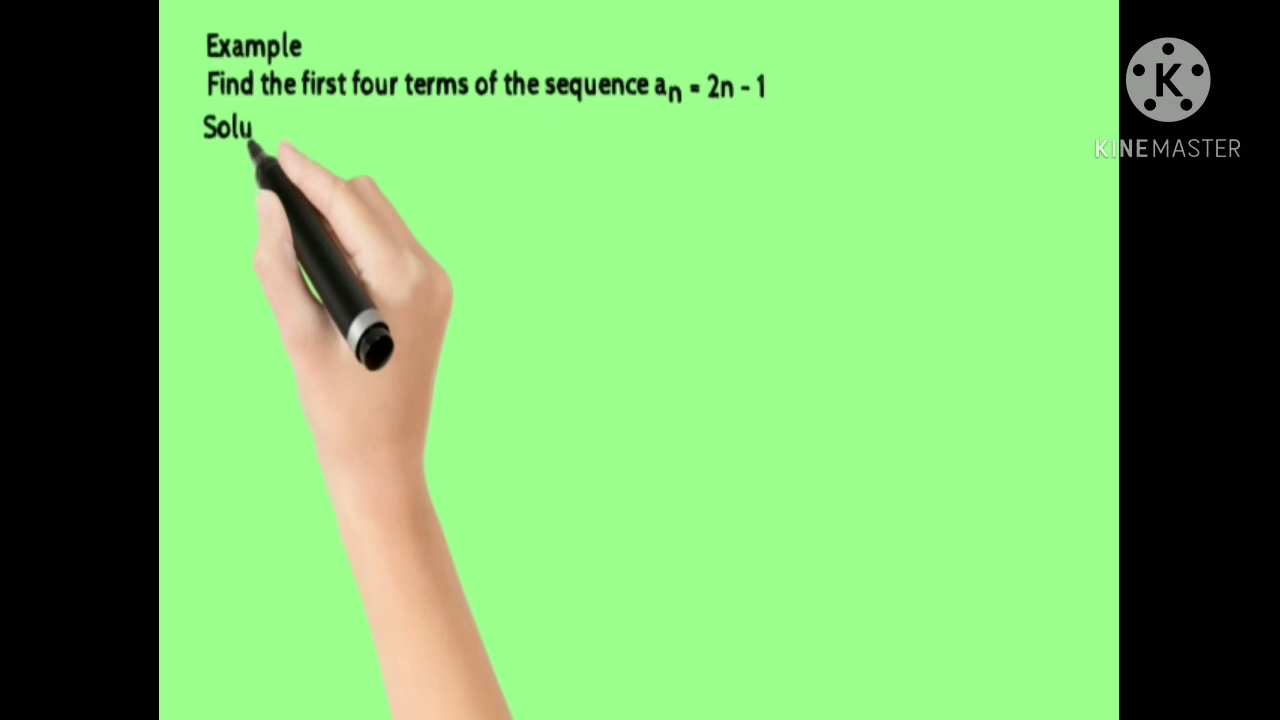 Example
Find the first four terms of the sequence aₙ = 2n - 1
Solu
K
KINEMASTER